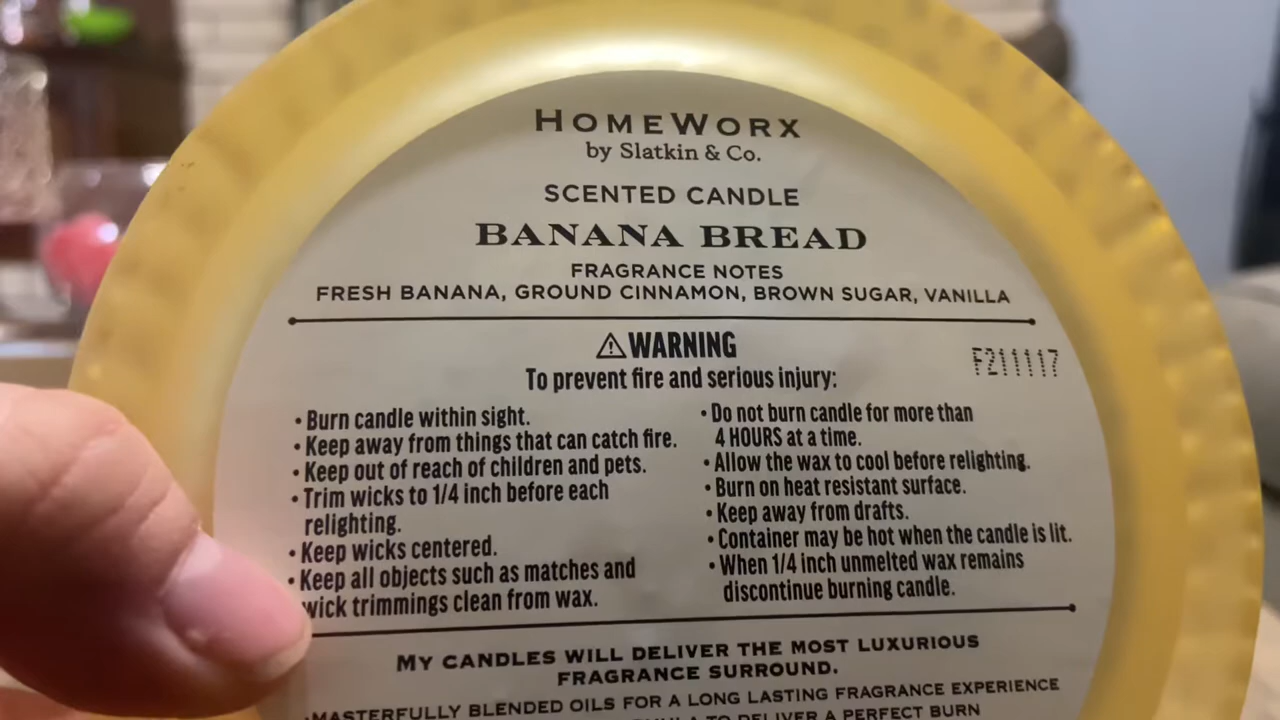 HOMEWORX
by Slatkin & Co.
SCENTED CANDLE
BANANA BREAD
FRAGRANCE NOTES
FRESH BANANA, GROUND CINNAMON, BROWN SUGAR, VANILLA
⚠WARNING
F211117
To prevent fire and serious injury:
• Burn candle within sight.
• Keep away from things that can catch fire.
• Keep out of reach of children and pets.
• Trim wicks to 1/4 inch before each
relighting.
• Keep wicks centered.
• Keep all objects such as matches and
wick trimmings clean from wax.
• Do not burn candle for more than
4 HOURS at a time.
• Allow the wax to cool before relighting.
• Burn on heat resistant surface.
• Keep away from drafts.
• Container may be hot when the candle is lit.
• When 1/4 inch unmelted wax remains
discontinue burning candle.
MY CANDLES WILL DELIVER THE MOST LUXURIOUS
FRAGRANCE SURROUND.
MASTERFULLY BLENDED OILS FOR A LONG LASTING FRAGRANCE EXPERIENCE
TO DELIVER A PERFECT BURN